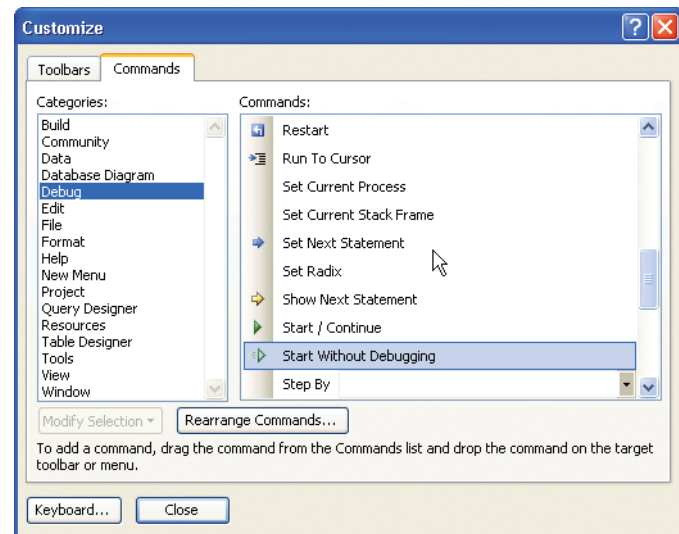 Customize
Toolbars
Commands
Categories:
Build
Community
Data
Database Diagram
Debug
Edit
File
Format
Help
New Menu
Project
Query Designer
Resources
Table Designer
Tools
View
Window
Commands:
Restart
Run To Cursor
Set Current Process
Set Current Stack Frame
Set Next Statement
Set Radix
Show Next Statement
Start / Continue
Start Without Debugging
Step By
Modify Selection
Rearrange Commands...
To add a command, drag the command from the Commands list and drop the command on the target
toolbar or menu.
Keyboard...
Close